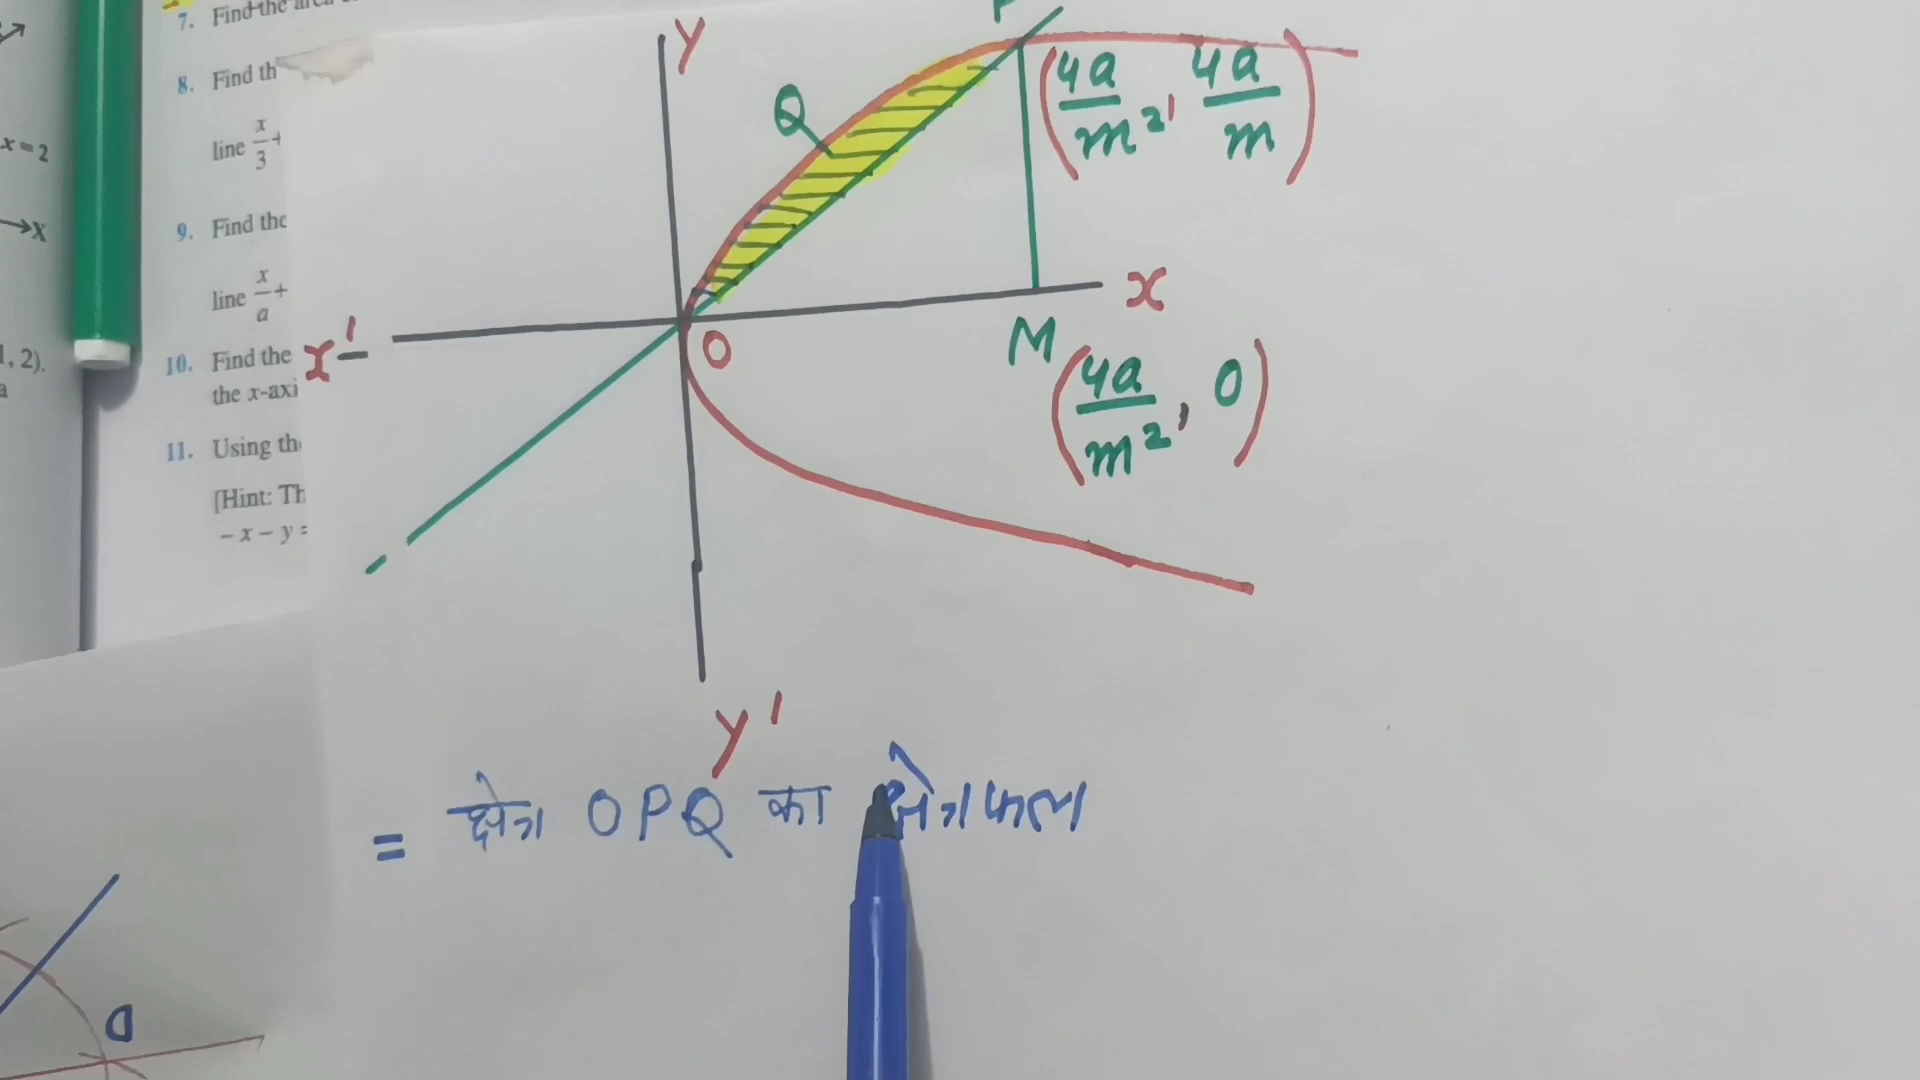 7. Find the area
8. Find th
line x/3 +
9. Find the
line x/a +
10. Find the
the x-axi
11. Using th
[Hint: Th
– x – y =
x = 2
→X
1, 2).
a
Y
P
Q
(4a/m², 4a/m)
x
x'
O
M
(4a/m², 0)
y'
= क्षेत्र OPQ का क्षेत्रफल
D